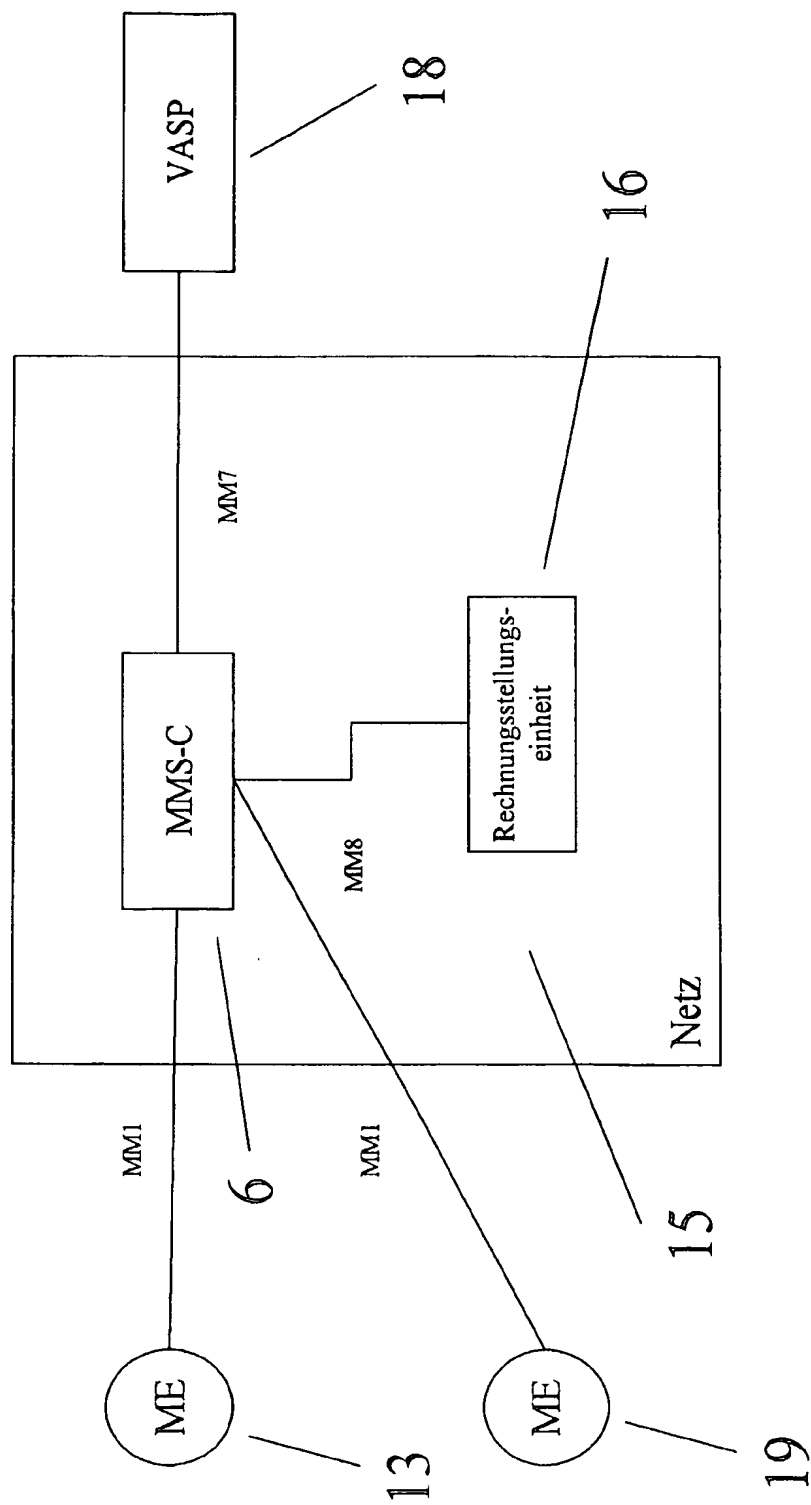 VASP
18
MM7
16
MMS-C
Rechnungsstellungs-
einheit
MM8
Netz
MM1
MM1
6
15
ME
13
ME
19